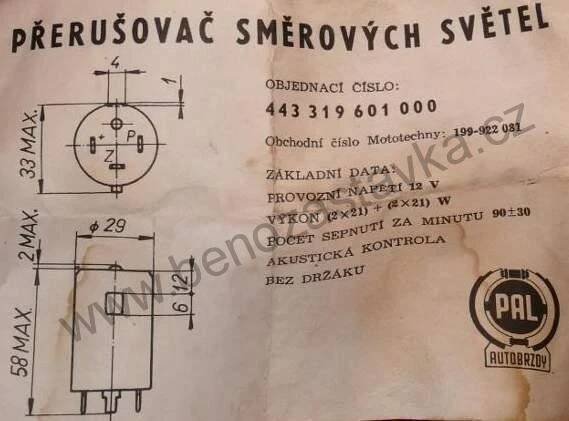 PŘERUŠOVAČ SMĚROVÝCH SVĚTEL
4
1
33 MAX.
+
P
Z
OBJEDNACÍ ČÍSLO:
443 319 601 000
Obchodní číslo Mototechny: 199-922 081
ZÁKLADNÍ DATA:
PROVOZNÍ NAPĚTÍ 12 V
VÝKON (2×21) + (2×21) W
POČET SEPNUTÍ ZA MINUTU 90±30
AKUSTICKÁ KONTROLA
BEZ DRŽÁKU
2 MAX.
ϕ 29
12
6
58 MAX.
PAL
AUTOBRZDY
www.benozastavka.cz